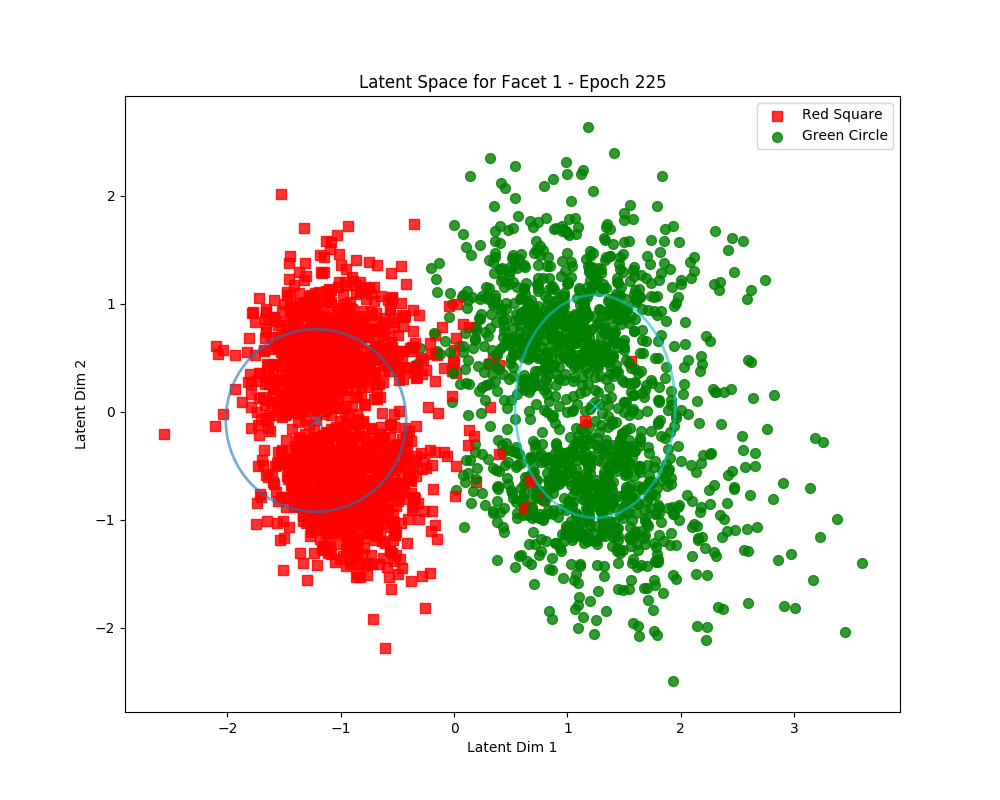 Latent Space for Facet 1 - Epoch 225
Red Square
Green Circle
2
1
0
−1
−2
Latent Dim 2
−2
−1
0
1
2
3
Latent Dim 1